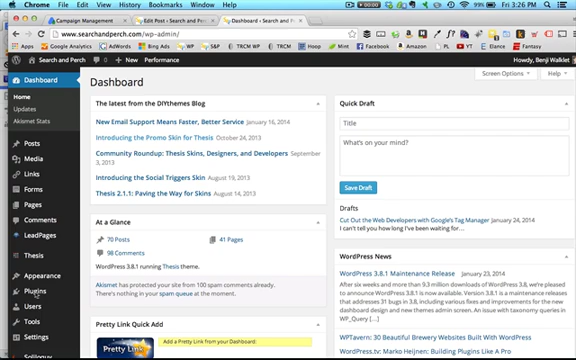 Chrome File Edit View History Bookmarks Window Help
99% Fri 3:26 PM
Campaign Management
Edit Post ‹ Search and Perch
Dashboard ‹ Search and
www.searchandperch.com/wp-admin/
Apps Google Analytics AdWords TRCM WP TRCM Bing Ads Moz SEO Facebook Amazon YT Evernote PL
Search and Perch 0 + New Performance Howdy, Benji Walklet
Dashboard
Home
Updates
Akismet Stats
Posts
Media
Links
Forms
Pages
Comments
LeadPages
Thesis
Appearance
Plugins
Users
Tools
Settings
Dashboard
Screen Options
Help
The latest from the DIYthemes Blog
New Email Support Means Faster, Better Service January 16, 2014
Introducing the Promo Skin for Thesis October 24, 2013
Community Roundup: Thesis Skins, Designers, and Developers September 3, 2013
Introducing the Social Triggers Skin August 19, 2013
Thesis 2.1.1: Paving the Way for Skins August 14, 2013
At a Glance
70 Posts
41 Pages
98 Comments
WordPress 3.8.1 running Thesis theme.
Akismet has protected your site from 100 spam comments already.
There's nothing in your spam queue at the moment.
Pretty Link Quick Add
Pretty Link
Add a Pretty Link from your Dashboard:
Quick Draft
Title
What's on your mind?
Save Draft
Drafts
Cut Out the Web Developers with Google's Tag Manager January 24, 2014
I can't tell you how long I've been waiting for…
WordPress News
WordPress 3.8.1 Maintenance Release January 23, 2014
After six weeks and more than 9.3 million downloads of WordPress 3.8, we're
pleased to announce WordPress 3.8.1 is now available. Version 3.8.1 is a
maintenance releases that addresses 31 bugs in 3.8, including various fixes and
improvements for the new dashboard design and new themes admin screen. An issue with taxonomy queries in
WP_Query [...]
WPTavern: 30 Beautiful Brewery Websites Built With WordPress
WordPress.tv: Marko Heijnen: Building Plugins Like A Pro